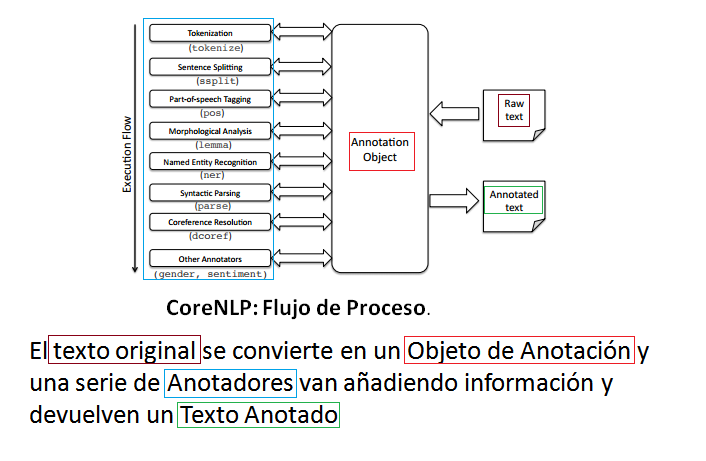 Execution Flow
Tokenization
(tokenize)
Sentence Splitting
(ssplit)
Part-of-speech Tagging
(pos)
Morphological Analysis
(lemma)
Named Entity Recognition
(ner)
Syntactic Parsing
(parse)
Coreference Resolution
(dcoref)
Other Annotators
(gender, sentiment)
Annotation
Object
Raw
text
Annotated
text
CoreNLP: Flujo de Proceso.
El texto original se convierte en un Objeto de Anotación y
una serie de Anotadores van añadiendo información y
devuelven un Texto Anotado